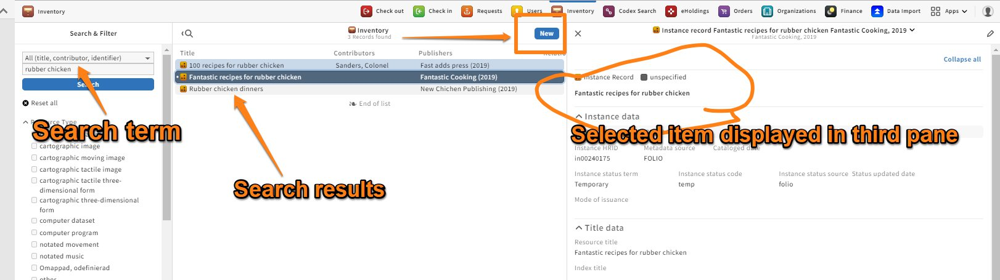 Inventory
Check out Check in Requests Users Inventory Codex Search eHoldings Orders Organizations Finance Data Import Apps
Search & Filter
Inventory
3 Records found
New
Instance record Fantastic recipes for rubber chicken Fantastic Cooking, 2019
Fantastic Cooking, 2019
Title Contributors Publishers
All (title, contributor, identifier)
rubber chicken
Search
Reset all
Resource Type
cartographic image
cartographic moving image
cartographic tactile image
cartographic tactile three-
dimensional form
cartographic three-dimensional
form
computer dataset
computer program
notated movement
notated music
Omappad, odefinierad
other
100 recipes for rubber chicken Sanders, Colonel Fast adds press (2019)
Fantastic recipes for rubber chicken Fantastic Cooking (2019)
Rubber chicken dinners New Chichen Publishing (2019)
End of list
Search term
Search results
Collapse all
Instance Record unspecified
Fantastic recipes for rubber chicken
Instance data
Selected item displayed in third pane
Instance HRID Metadata source Cataloged date
in00240175 FOLIO
Instance status term Instance status code Instance status source Status updated date
Temporary temp folio
Mode of issuance
Title data
Resource title
Fantastic recipes for rubber chicken
Index title